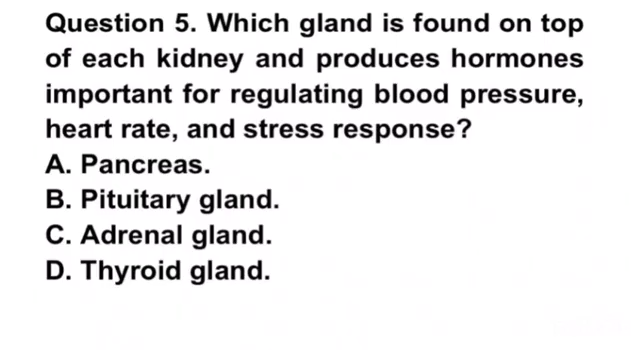 Question 5. Which gland is found on top
of each kidney and produces hormones
important for regulating blood pressure,
heart rate, and stress response?
A. Pancreas.
B. Pituitary gland.
C. Adrenal gland.
D. Thyroid gland.